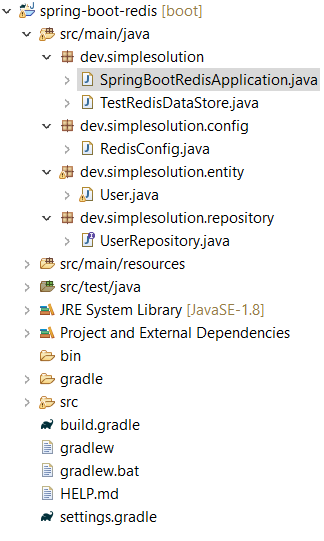 spring-boot-redis [boot]
src/main/java
dev.simplesolution
SpringBootRedisApplication.java
TestRedisDataStore.java
dev.simplesolution.config
RedisConfig.java
dev.simplesolution.entity
User.java
dev.simplesolution.repository
UserRepository.java
src/main/resources
src/test/java
JRE System Library [JavaSE-1.8]
Project and External Dependencies
bin
gradle
src
build.gradle
gradlew
gradlew.bat
HELP.md
settings.gradle